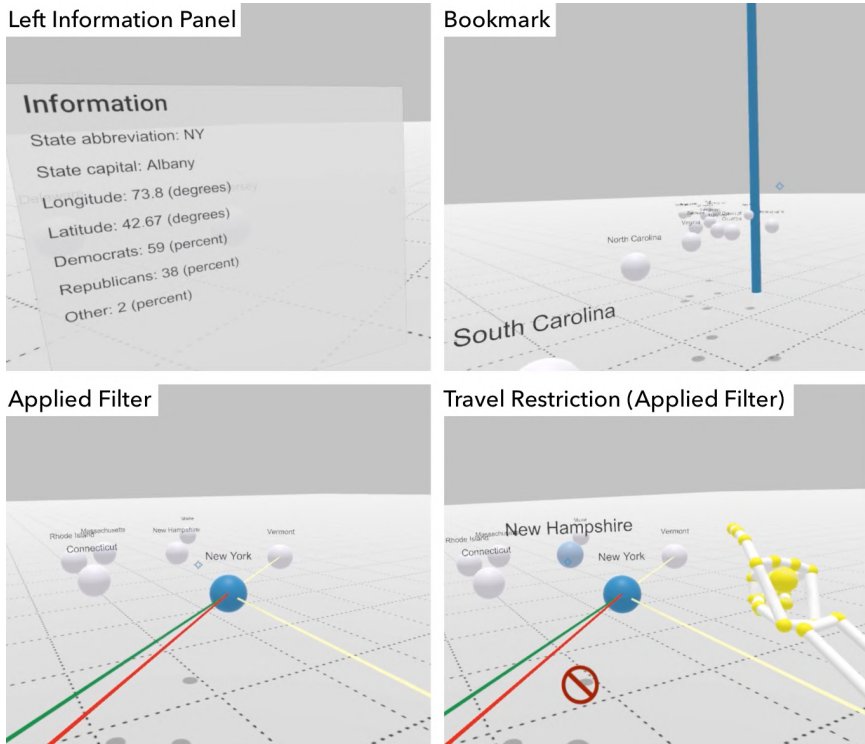 Left Information Panel
Information
State abbreviation: NY
State capital: Albany
Longitude: 73.8 (degrees)
Latitude: 42.67 (degrees)
Democrats: 59 (percent)
Republicans: 38 (percent)
Other: 2 (percent)
Bookmark
North Carolina
South Carolina
Applied Filter
Rhode Island
Massachusetts
Connecticut
New Hampshire
Maine
New York
Vermont
Travel Restriction (Applied Filter)
Rhode Island
Massachusetts
Connecticut
New Hampshire
Maine
New York
Vermont